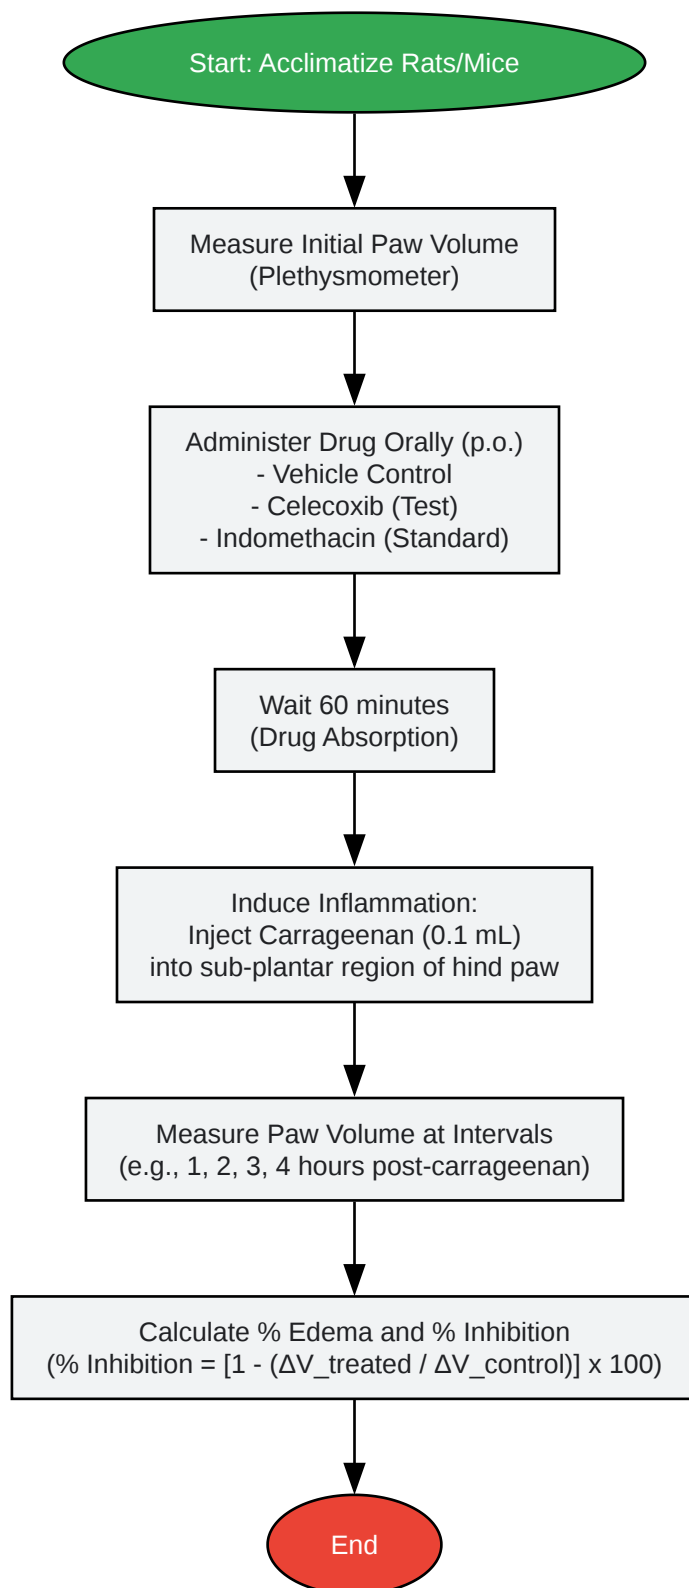 Start: Acclimatize Rats/Mice
Measure Initial Paw Volume
(Plethysmometer)
Administer Drug Orally (p.o.)
- Vehicle Control
- Celecoxib (Test)
- Indomethacin (Standard)
Wait 60 minutes
(Drug Absorption)
Induce Inflammation:
Inject Carrageenan (0.1 mL)
into sub-plantar region of hind paw
Measure Paw Volume at Intervals
(e.g., 1, 2, 3, 4 hours post-carrageenan)
Calculate % Edema and % Inhibition
(% Inhibition = [1 - (ΔV_treated / ΔV_control)] x 100)
End